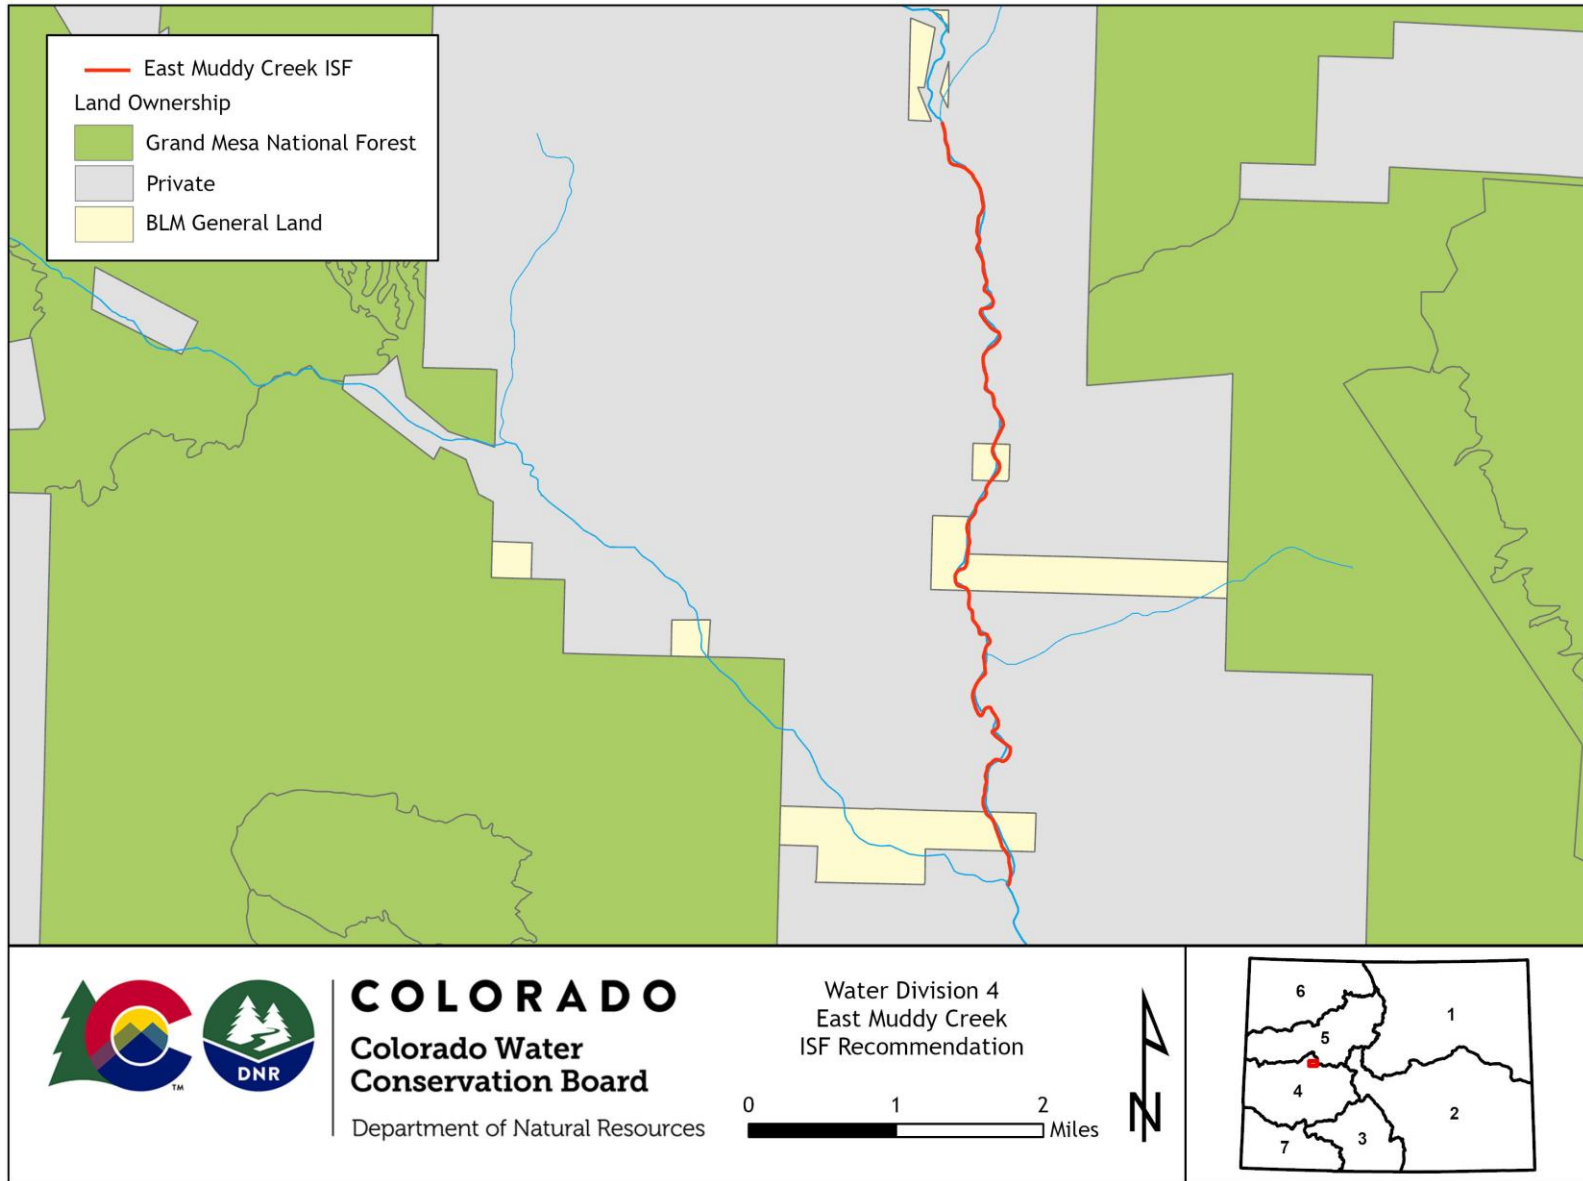 East Muddy Creek ISF
Land Ownership
Grand Mesa National Forest
Private
BLM General Land
DNR
TM
COLORADO
Colorado Water
Conservation Board
Department of Natural Resources
Water Division 4
East Muddy Creek
ISF Recommendation
0 1 2
Miles
N
6
1
5
4
2
3
7